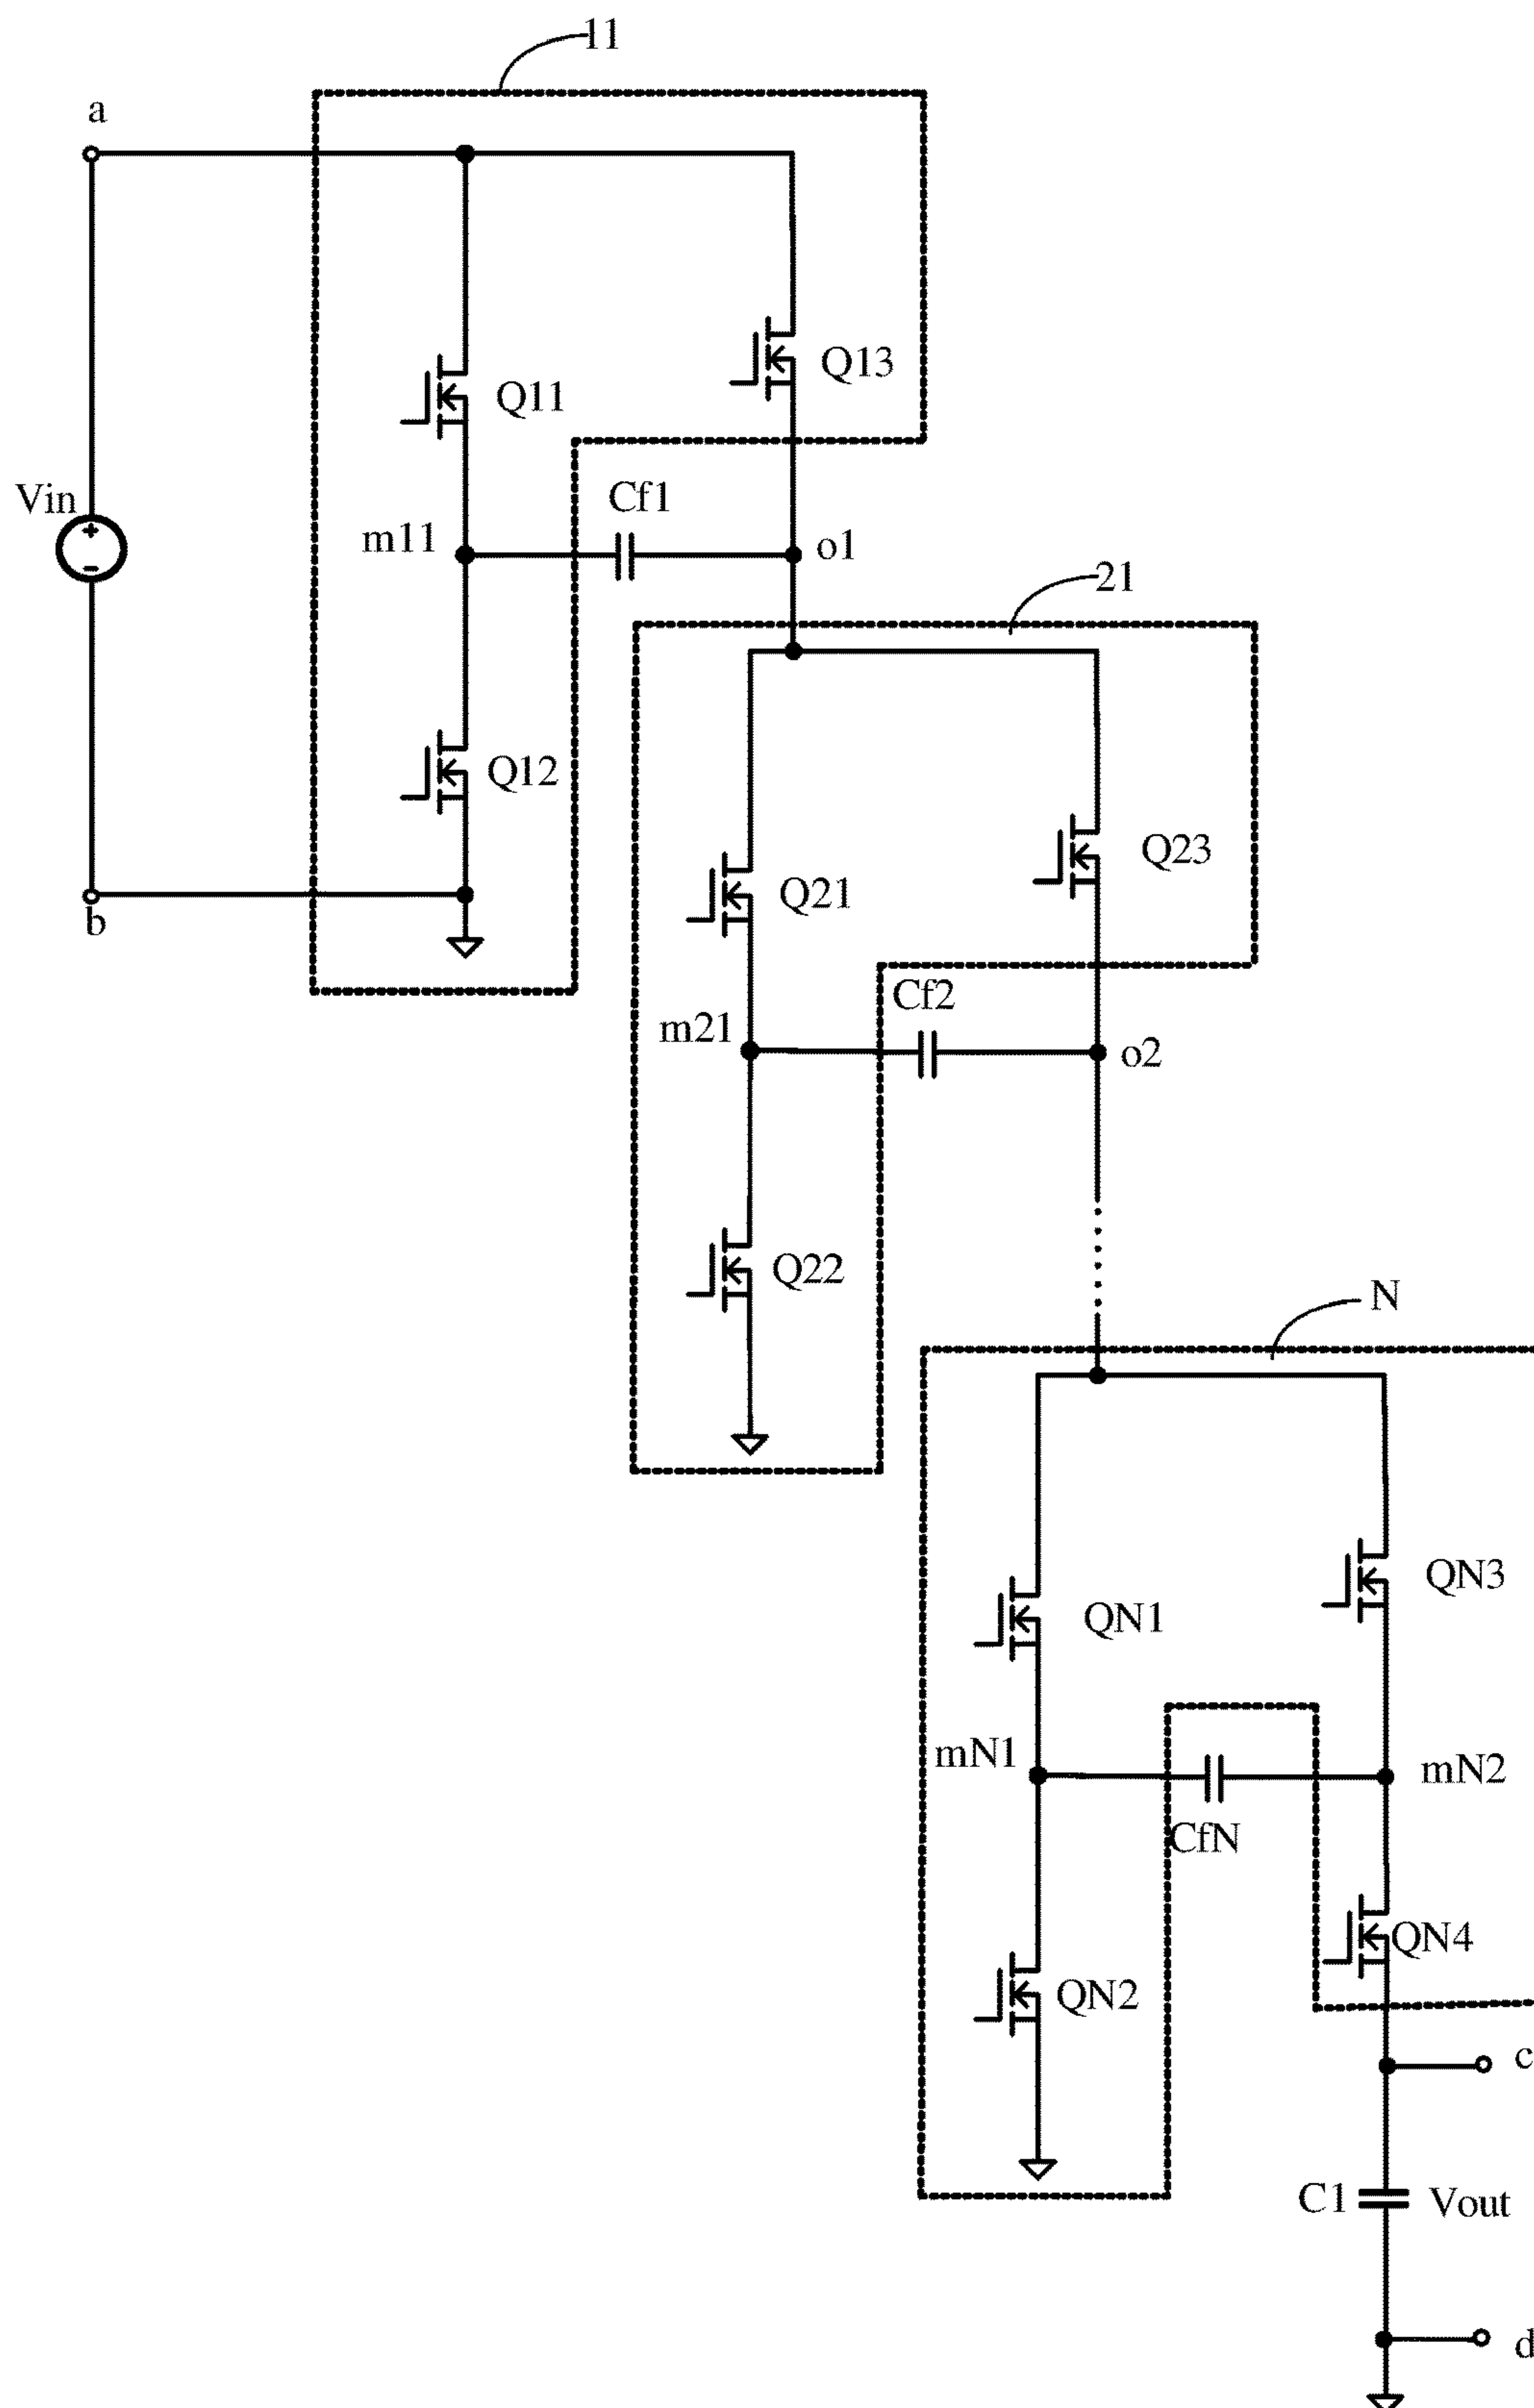 11
a
Q13
Q11
Cf1
Vin
+
-
m11
o1
21
Q12
Q23
Q21
b
Cf2
m21
o2
Q22
N
QN3
QN1
mN1
mN2
CfN
QN4
QN2
c
C1
Vout
d